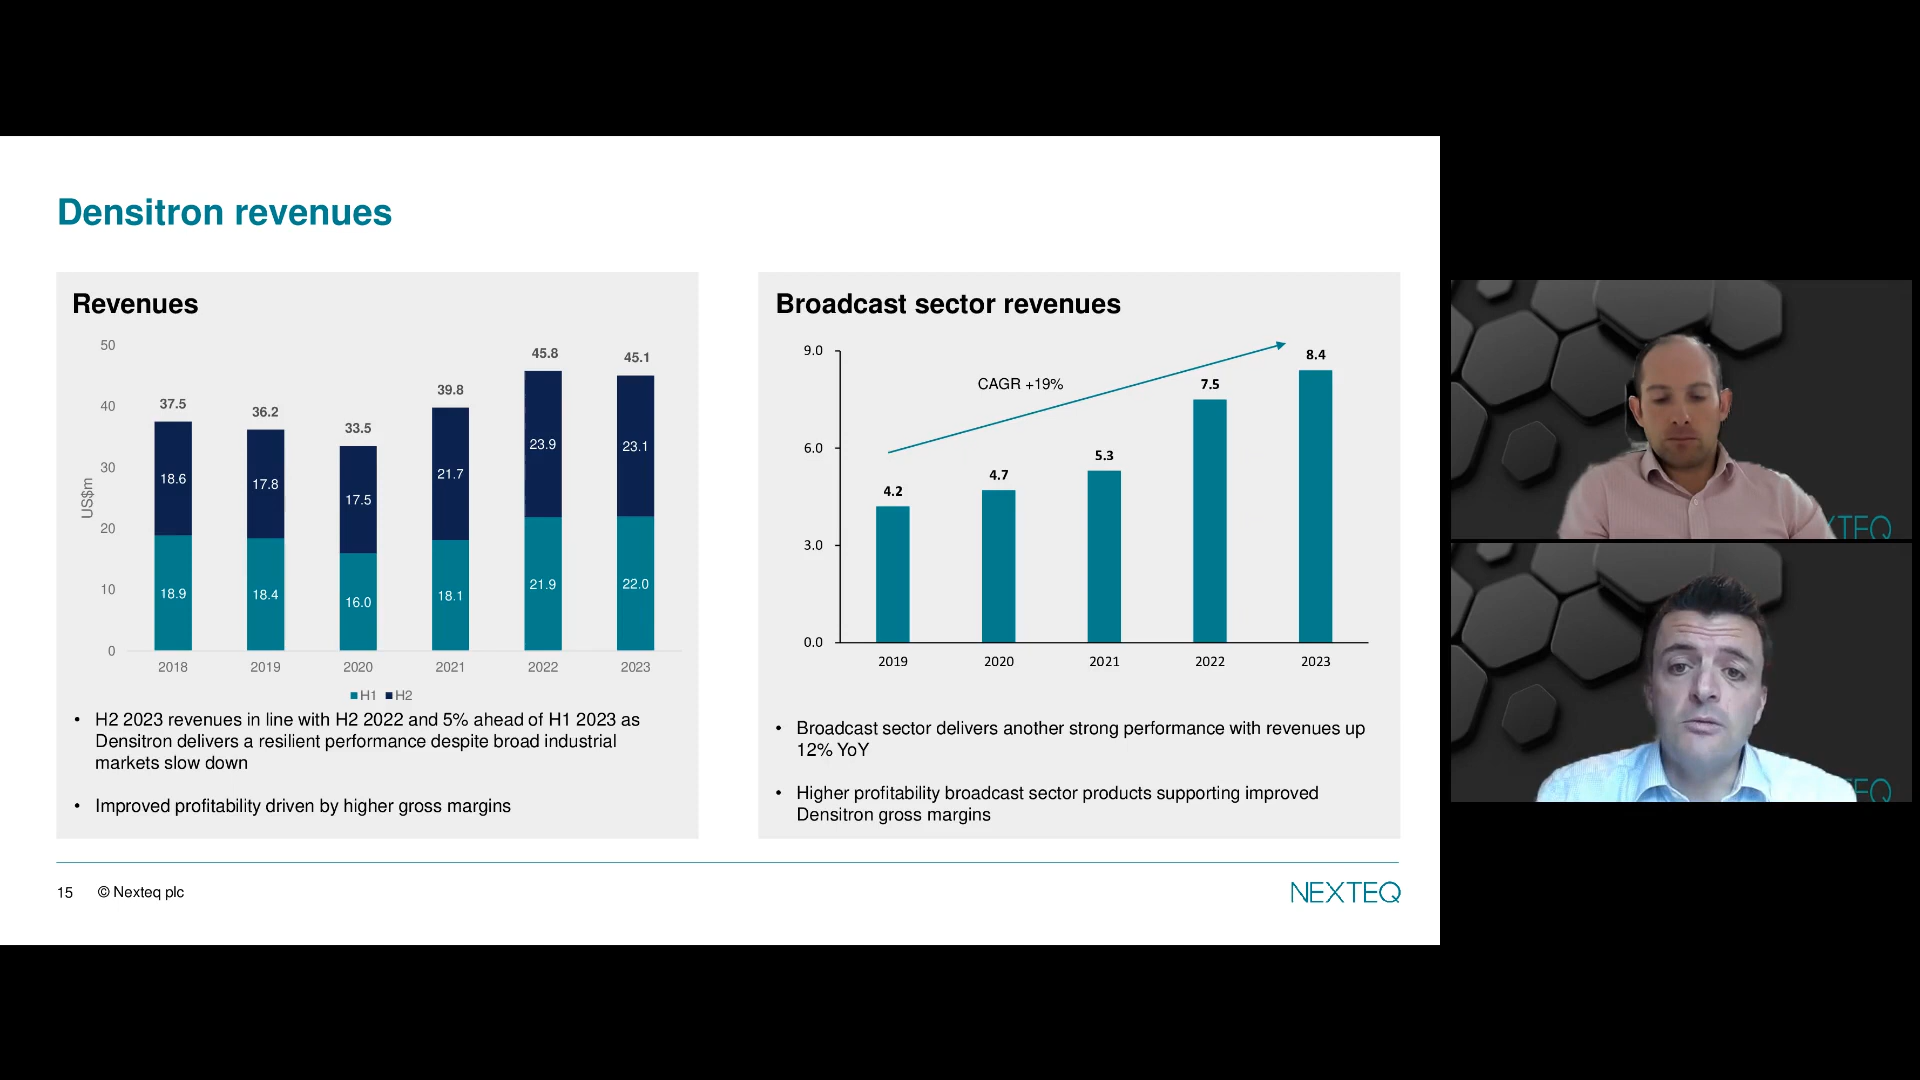 Densitron revenues
Revenues
50
40
30
20
10
0
US$m
37.5
36.2
33.5
39.8
45.8
45.1
18.6
17.8
17.5
21.7
23.9
23.1
18.9
18.4
16.0
18.1
21.9
22.0
2018
2019
2020
2021
2022
2023
H1
H2
• H2 2023 revenues in line with H2 2022 and 5% ahead of H1 2023 as
Densitron delivers a resilient performance despite broad industrial
markets slow down
• Improved profitability driven by higher gross margins
Broadcast sector revenues
9.0
6.0
3.0
0.0
CAGR +19%
4.2
4.7
5.3
7.5
8.4
2019
2020
2021
2022
2023
• Broadcast sector delivers another strong performance with revenues up
12% YoY
• Higher profitability broadcast sector products supporting improved
Densitron gross margins
15
© Nexteq plc
NEXTEQ
XTEQ
EQ